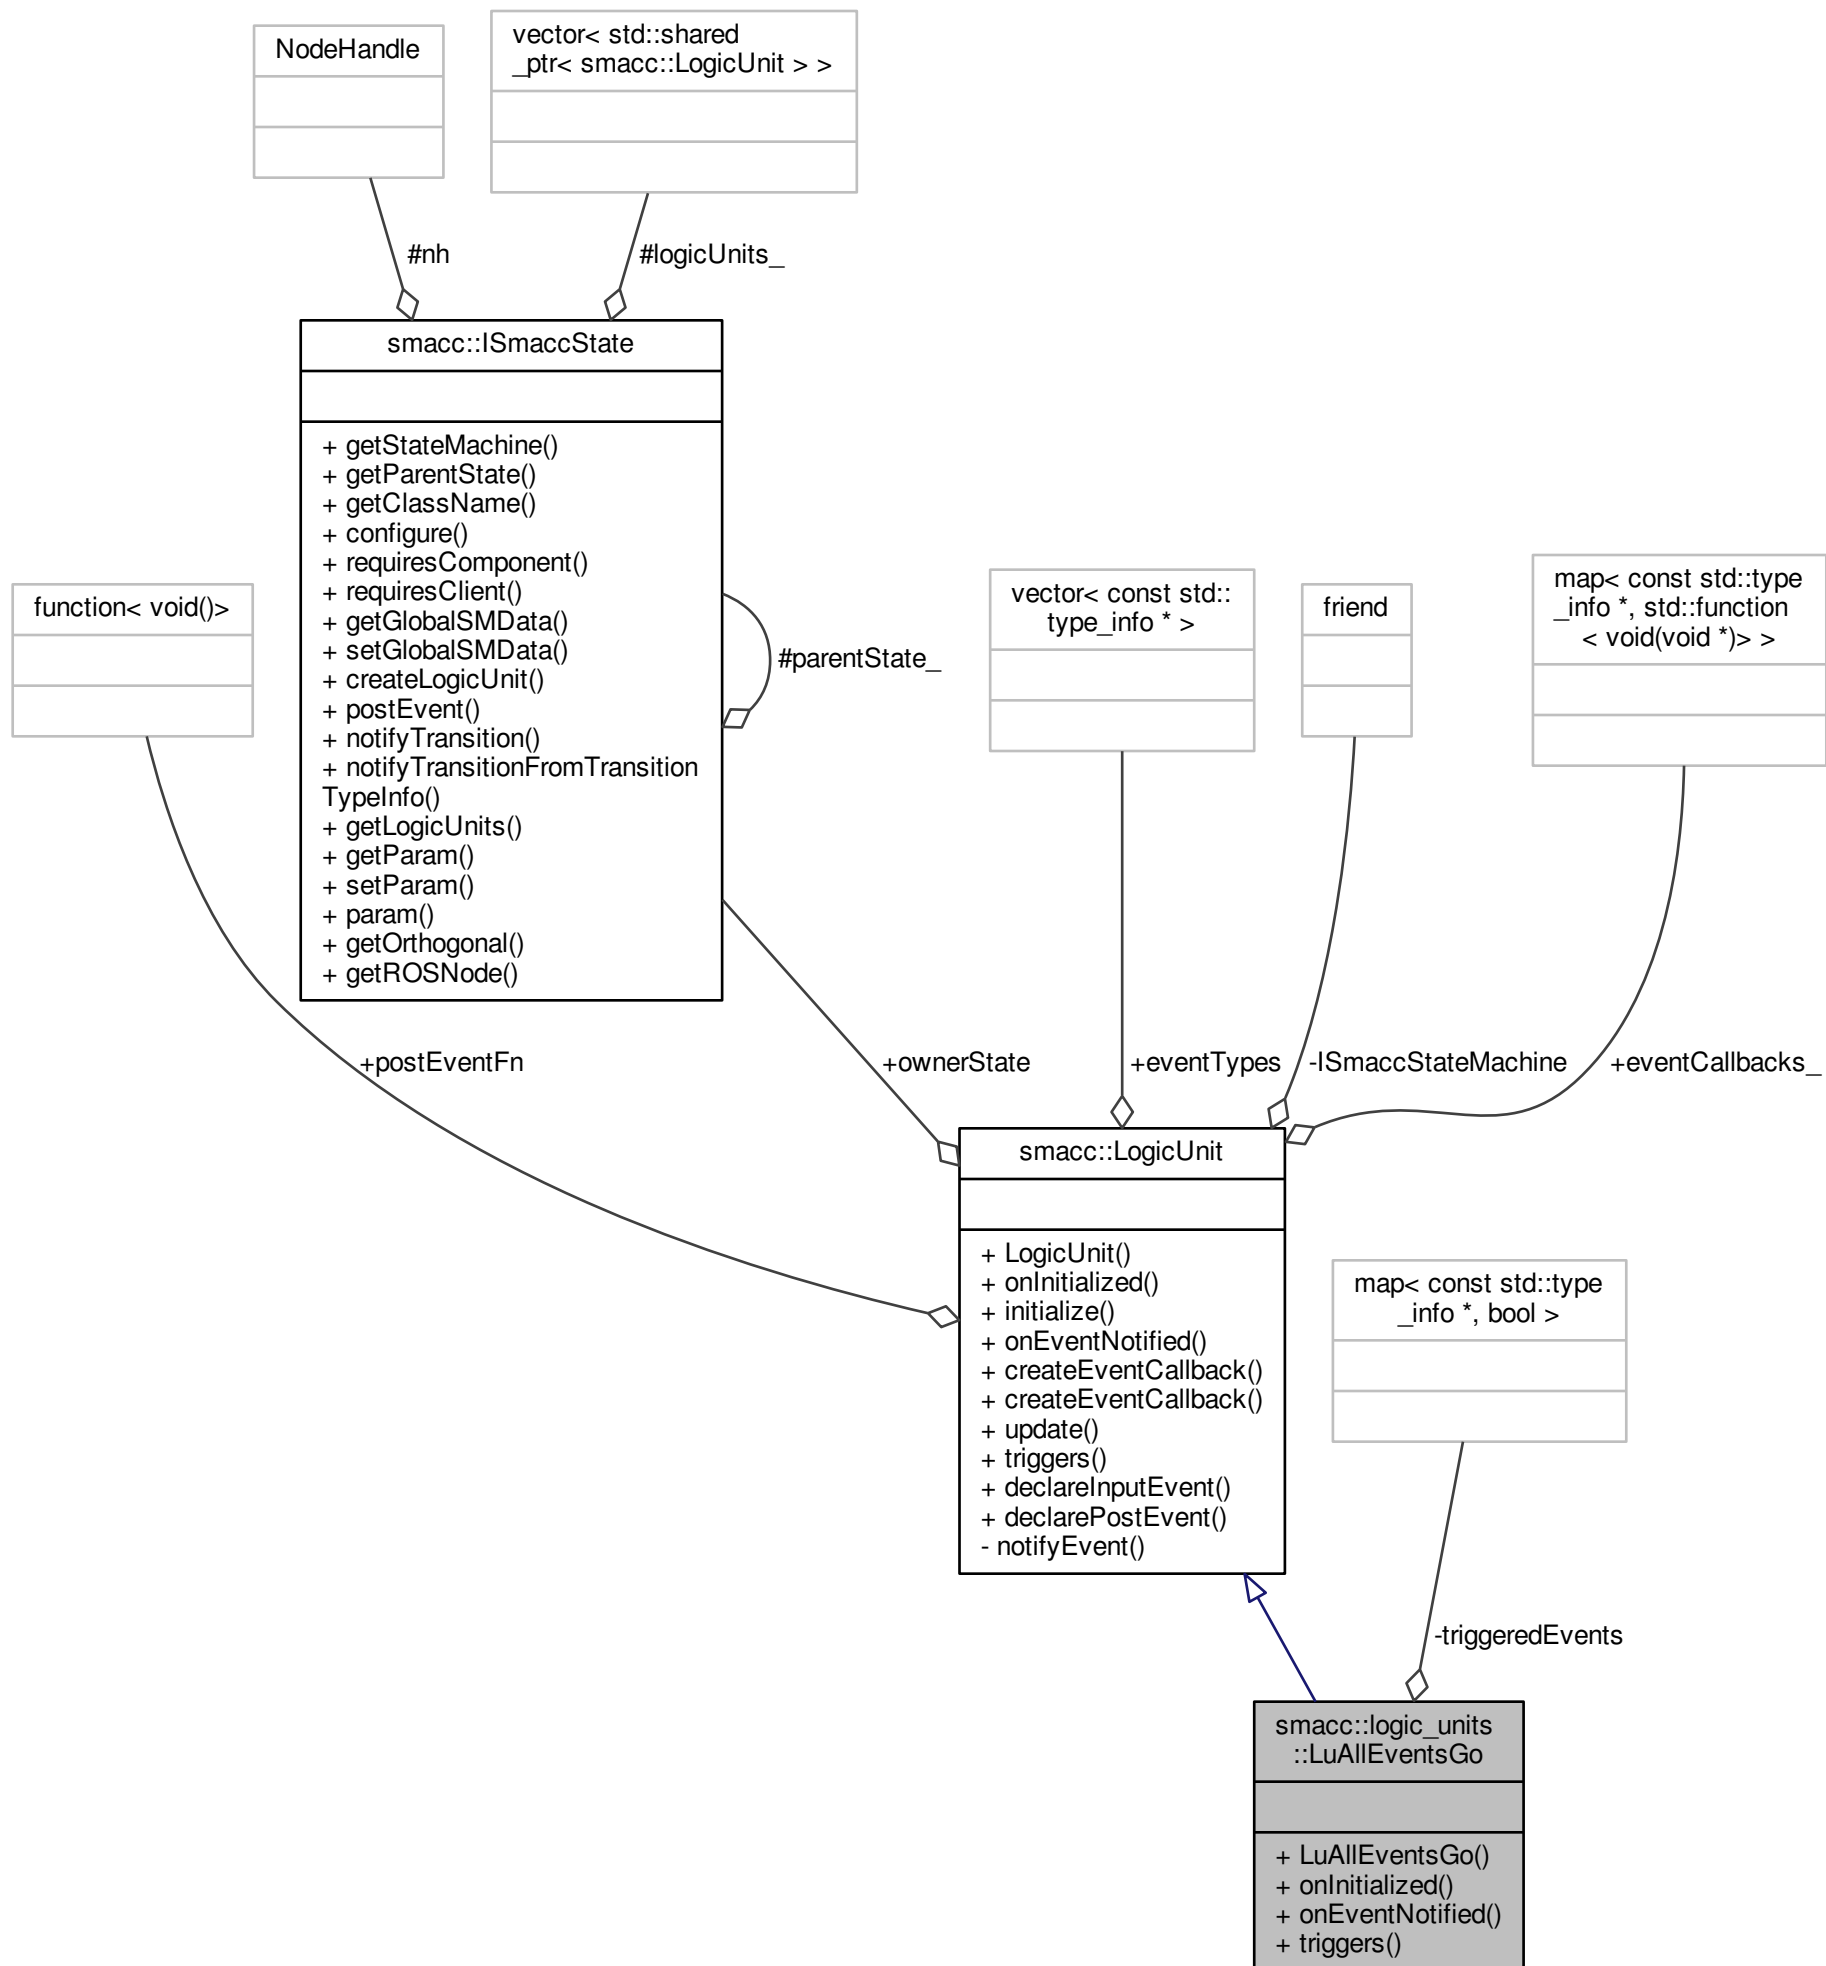 NodeHandle
vector< std::shared
_ptr< smacc::LogicUnit > >
#nh
#logicUnits_
smacc::ISmaccState
+ getStateMachine()
+ getParentState()
+ getClassName()
+ configure()
+ requiresComponent()
+ requiresClient()
+ getGlobalSMData()
+ setGlobalSMData()
+ createLogicUnit()
+ postEvent()
+ notifyTransition()
+ notifyTransitionFromTransition
TypeInfo()
+ getLogicUnits()
+ getParam()
+ setParam()
+ param()
+ getOrthogonal()
+ getROSNode()
#parentState_
function< void()>
vector< const std::
type_info * >
friend
map< const std::type
_info *, std::function
< void(void *)> >
+postEventFn
+ownerState
+eventTypes
-ISmaccStateMachine
+eventCallbacks_
smacc::LogicUnit
+ LogicUnit()
+ onInitialized()
+ initialize()
+ onEventNotified()
+ createEventCallback()
+ createEventCallback()
+ update()
+ triggers()
+ declareInputEvent()
+ declarePostEvent()
- notifyEvent()
map< const std::type
_info *, bool >
-triggeredEvents
smacc::logic_units
::LuAllEventsGo
+ LuAllEventsGo()
+ onInitialized()
+ onEventNotified()
+ triggers()